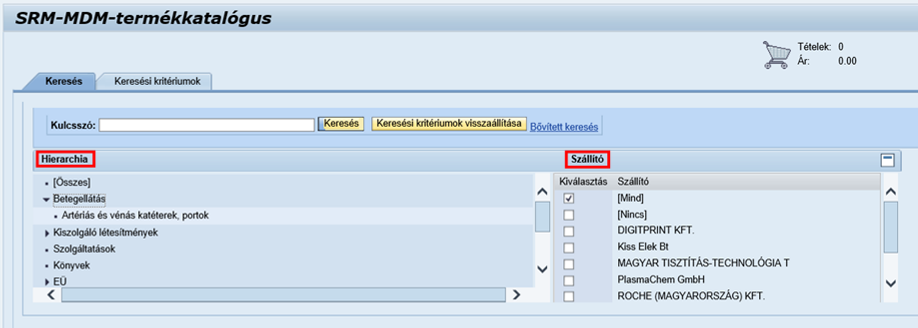 SRM-MDM-termékkatalógus
Tételek: 0
Ár: 0.00
Keresés Keresési kritériumok
Kulcsszó: Keresés Keresési kritériumok visszaállítása Bővített keresés
Hierarchia
[Összes]
Betegellátás
Artériás és vénás katéterek, portok
Kiszolgáló létesítmények
Szolgáltatások
Könyvek
EÜ
Szállító
Kiválasztás Szállító
[Mind]
[Nincs]
DIGITPRINT KFT.
Kiss Elek Bt
MAGYAR TISZTÍTÁS-TECHNOLÓGIA T
PlasmaChem GmbH
ROCHE (MAGYARORSZÁG) KFT.